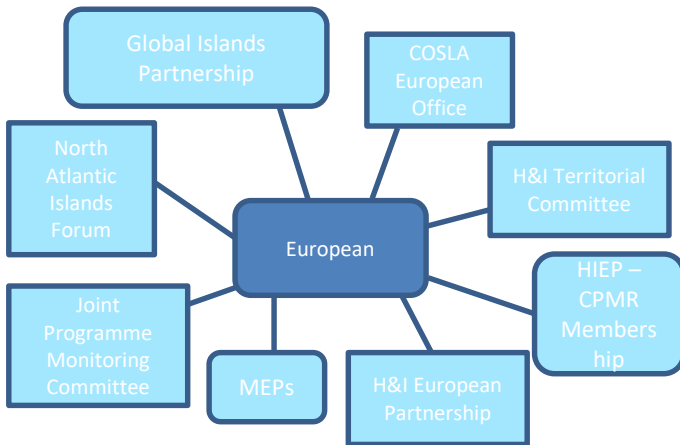 Global Islands
Partnership
COSLA
European
Office
North
Atlantic
Islands
Forum
H&I Territorial
Committee
European
HIEP –
CPMR
Members
hip
Joint
Programme
Monitoring
Committee
MEPs
H&I European
Partnership